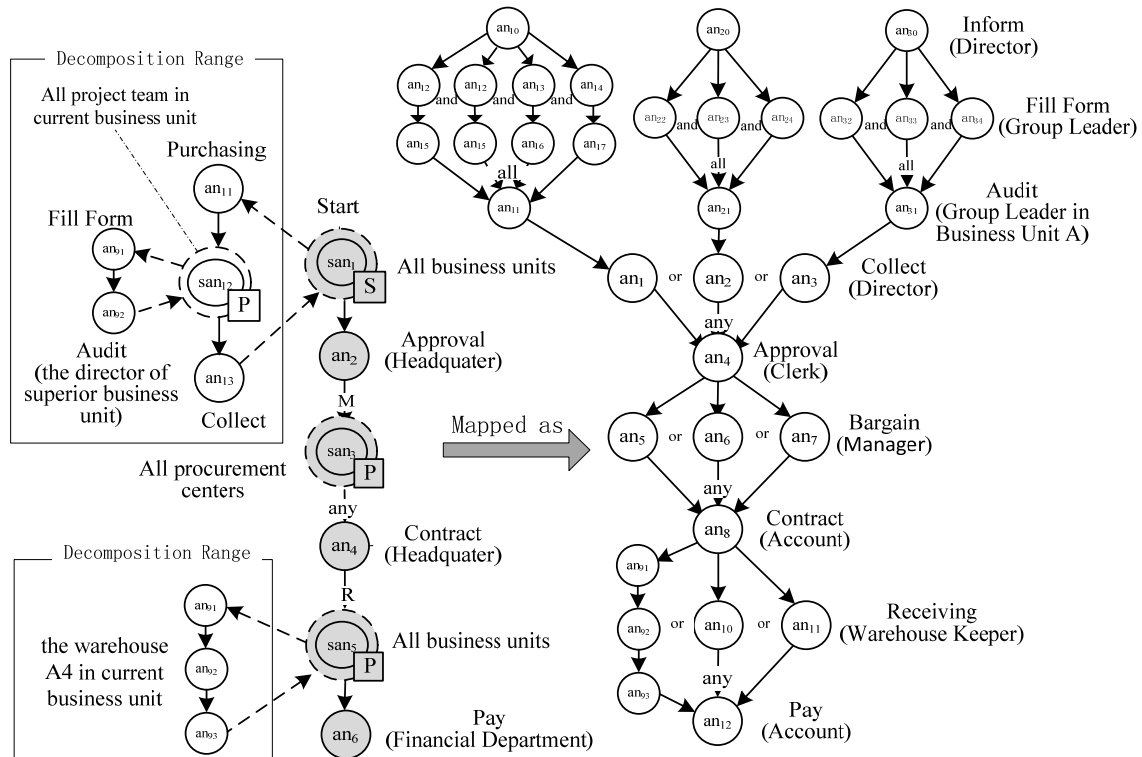 Decomposition Range
All project team in
current business unit
Purchasing
an11
Fill Form
an91
san12
P
an92
Audit
(the director of
superior business
unit)
an13
Collect
Start
san1
S
All business units
an2
Approval
(Headquater)
M
san3
P
All procurement
centers
any
an4
Contract
(Headquater)
R
san5
P
All business units
an6
Pay
(Financial Department)
Decomposition Range
an91
the warehouse
A4 in current
business unit
an92
an93
Mapped as
an10
an20
an30
Inform
(Director)
an12 and an12 and an13 and an14
an22 and an23 and an24
an32 and an33 and an34
Fill Form
(Group Leader)
an15 an15 an16 an17
all
all
all
an11
an21
an31
Audit
(Group Leader in
Business Unit A)
an1 or an2 or an3
Collect
(Director)
any
an4
Approval
(Clerk)
an5 or an6 or an7
Bargain
(Manager)
any
an8
Contract
(Account)
an91
an92 or an10 or an11
Receiving
(Warehouse Keeper)
any
an93
an12
Pay
(Account)